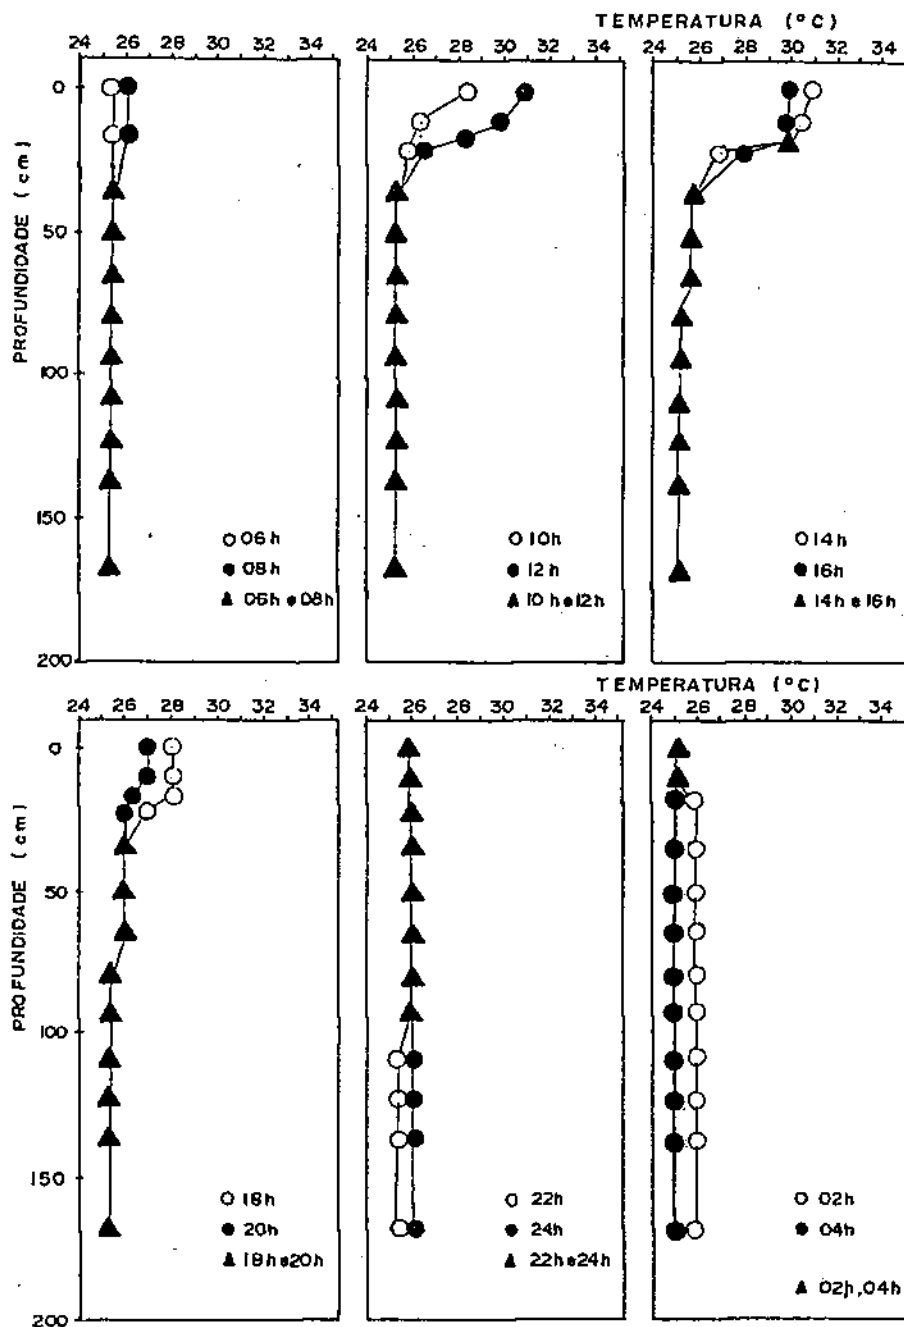 TEMPERATURA (°C)
24 26 28 30 32 34
24 26 28 30 32 34
24 26 28 30 32 34
0
50
100
150
200
PROFUNDIDADE (cm)
06h
08h
06h e 08h
10h
12h
10h e 12h
14h
16h
14h e 16h
TEMPERATURA (°C)
24 26 28 30 32 34
24 26 28 30 32 34
24 26 28 30 32 34
0
50
100
150
200
PROFUNDIDADE (cm)
18h
20h
18h e 20h
22h
24h
22h e 24h
02h
04h
02h, 04h